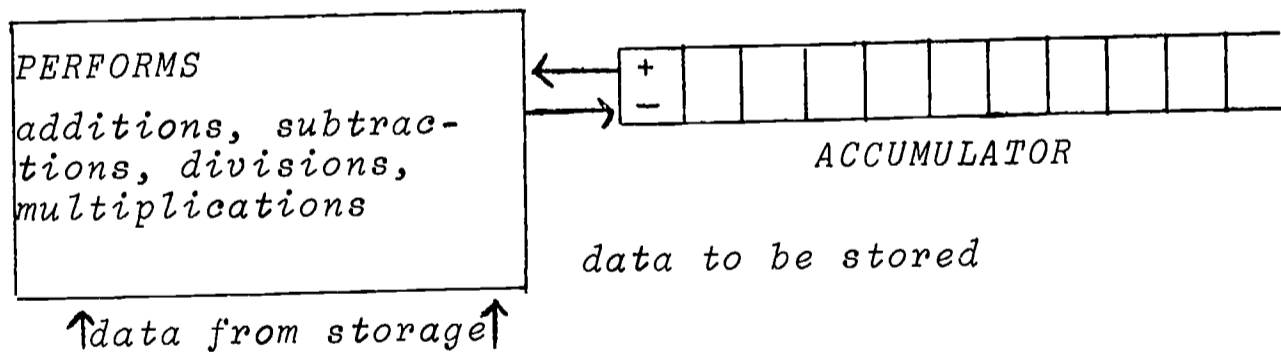 PERFORMS
additions, subtrac-
tions, divisions,
multiplications
+
−
ACCUMULATOR
data to be stored
data from storage